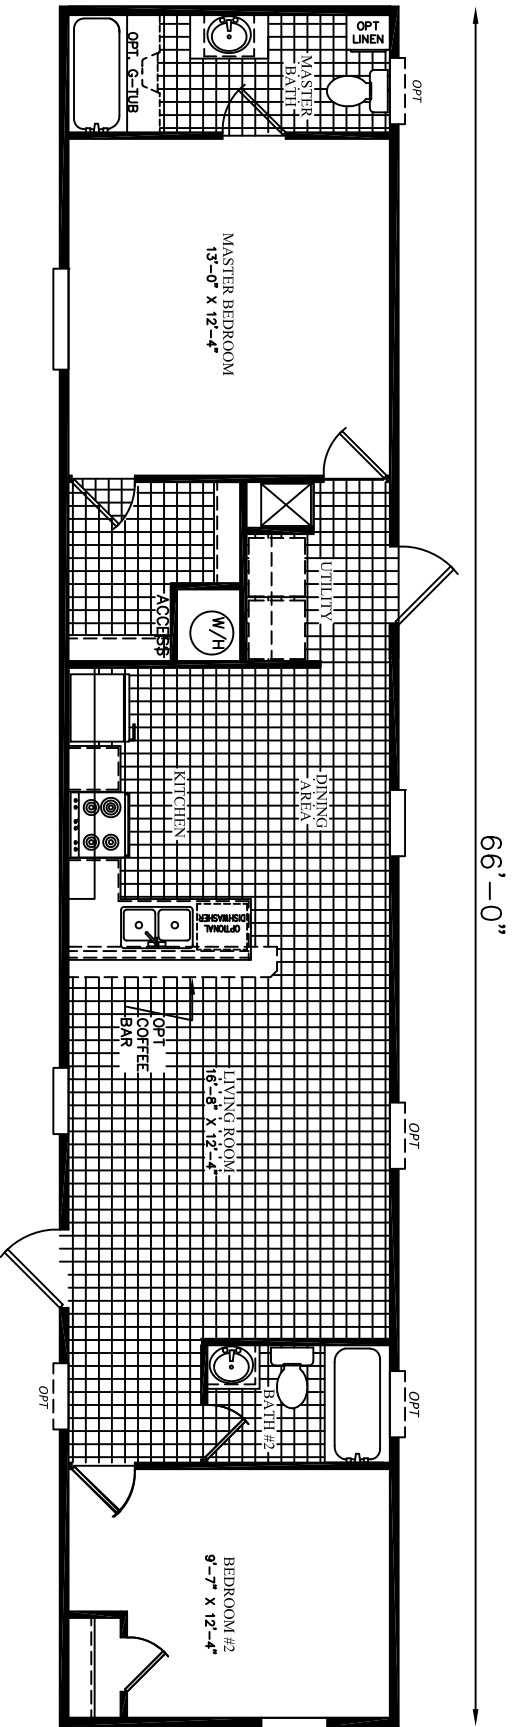 OPT
LINEN
OPT
MASTER
BATH
OPT. G-TUB
MASTER BEDROOM
13'-0" X 12'-4"
UTILITY
W/H
ACCESS
DINING
AREA
KITCHEN
OPTIONAL
DISHWASHER
66'-0"
OPT
COFFEE
BAR
LIVING ROOM
16'-8" X 12'-4"
OPT
OPT
OPT
BATH #2
BEDROOM #2
9'-7" X 12'-4"